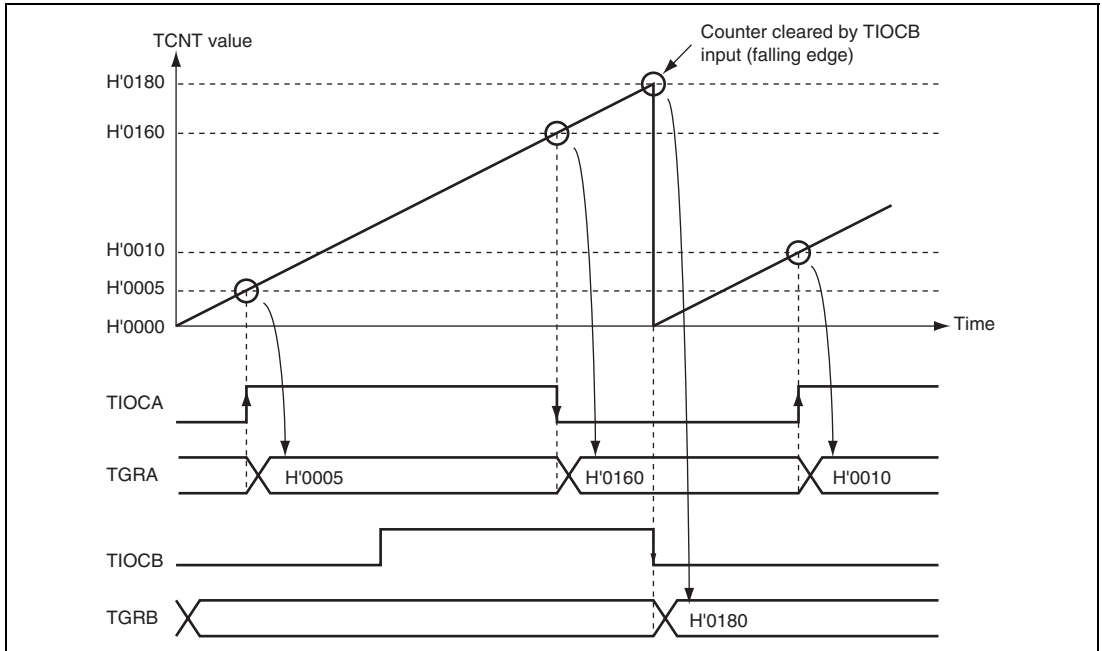 TCNT value
Counter cleared by TIOCB
input (falling edge)
H'0180
H'0160
H'0010
H'0005
H'0000
Time
TIOCA
TGRA
H'0005
H'0160
H'0010
TIOCB
TGRB
H'0180